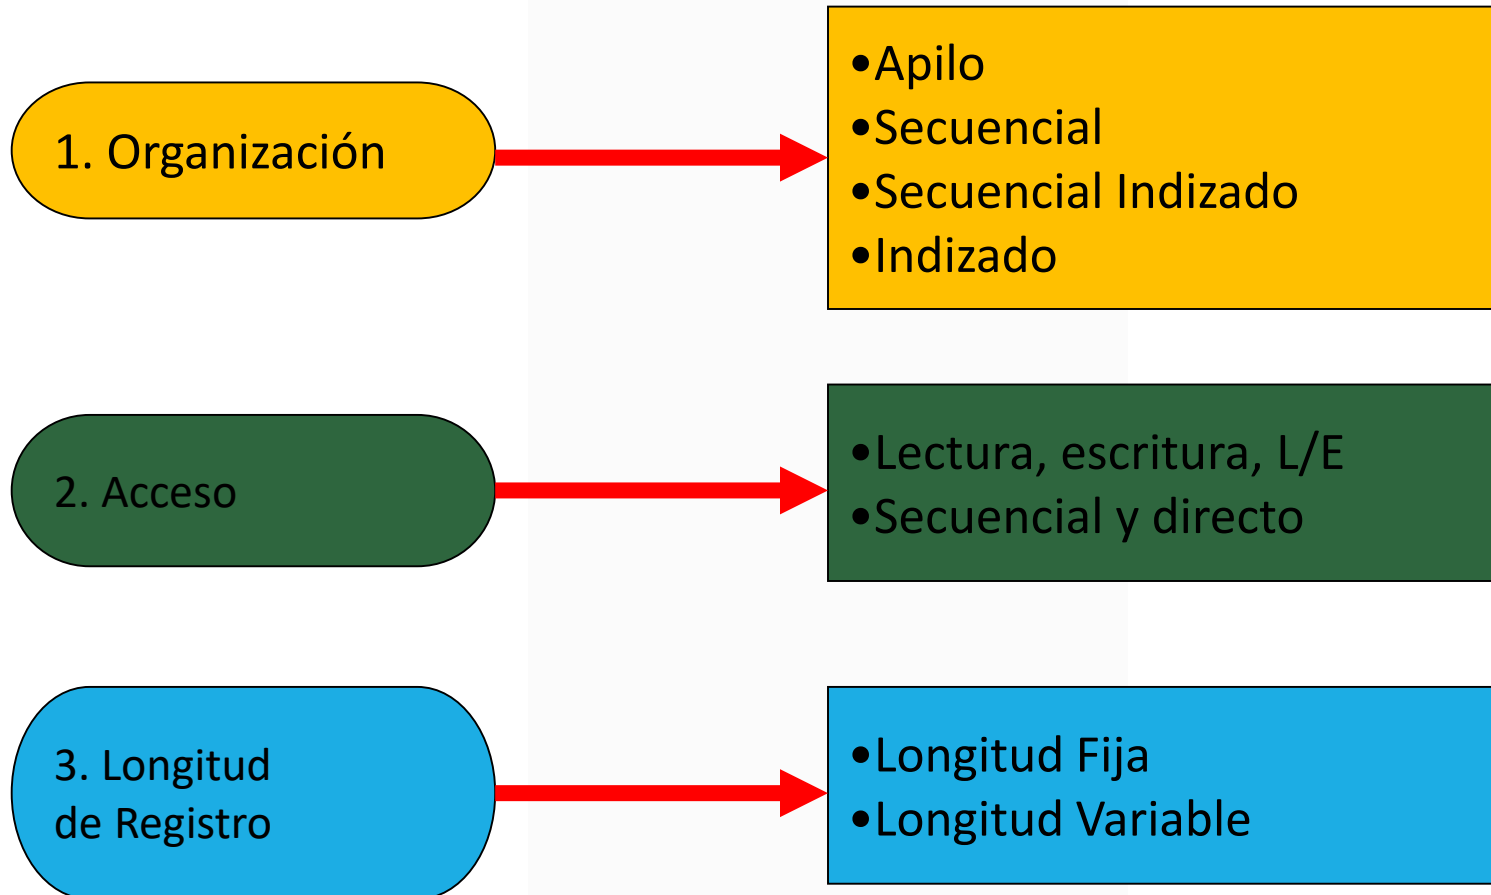 1. Organización
•Apilo
•Secuencial
•Secuencial Indizado
•Indizado
2. Acceso
•Lectura, escritura, L/E
•Secuencial y directo
3. Longitud
de Registro
•Longitud Fija
•Longitud Variable